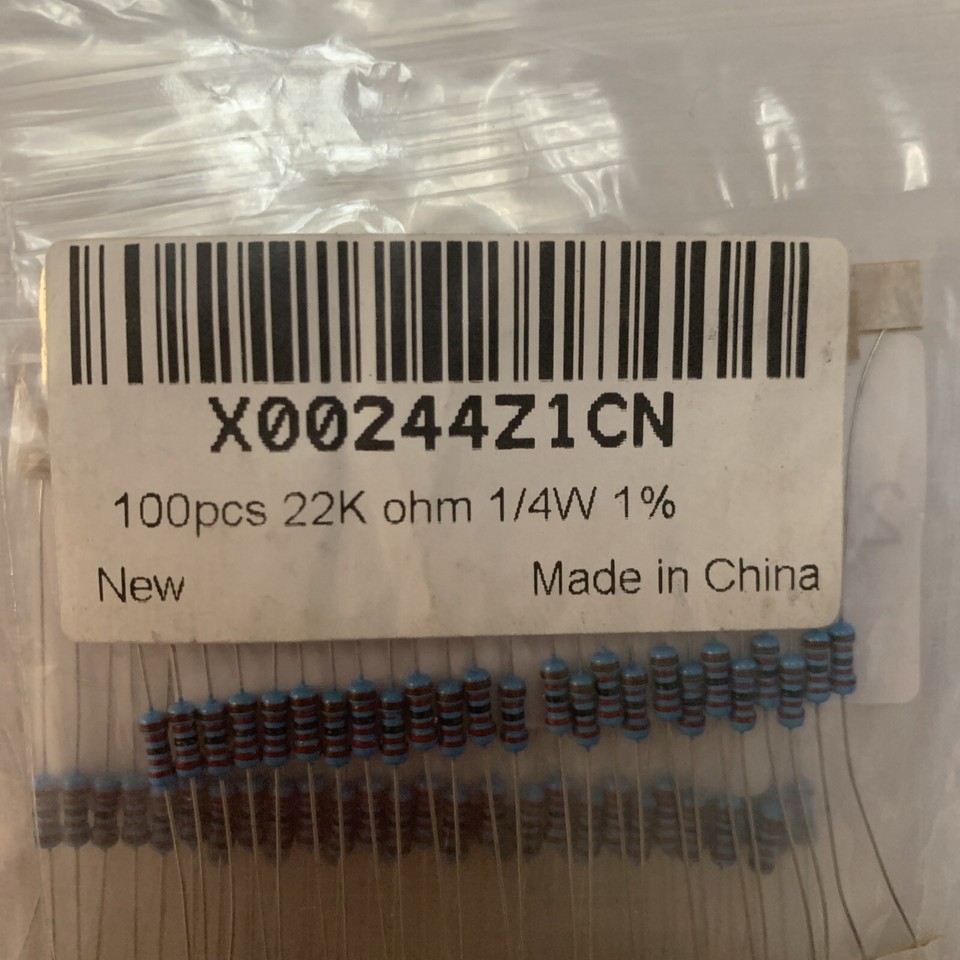 X00244Z1CN
100pcs 22K ohm 1/4W 1%
New
Made in China